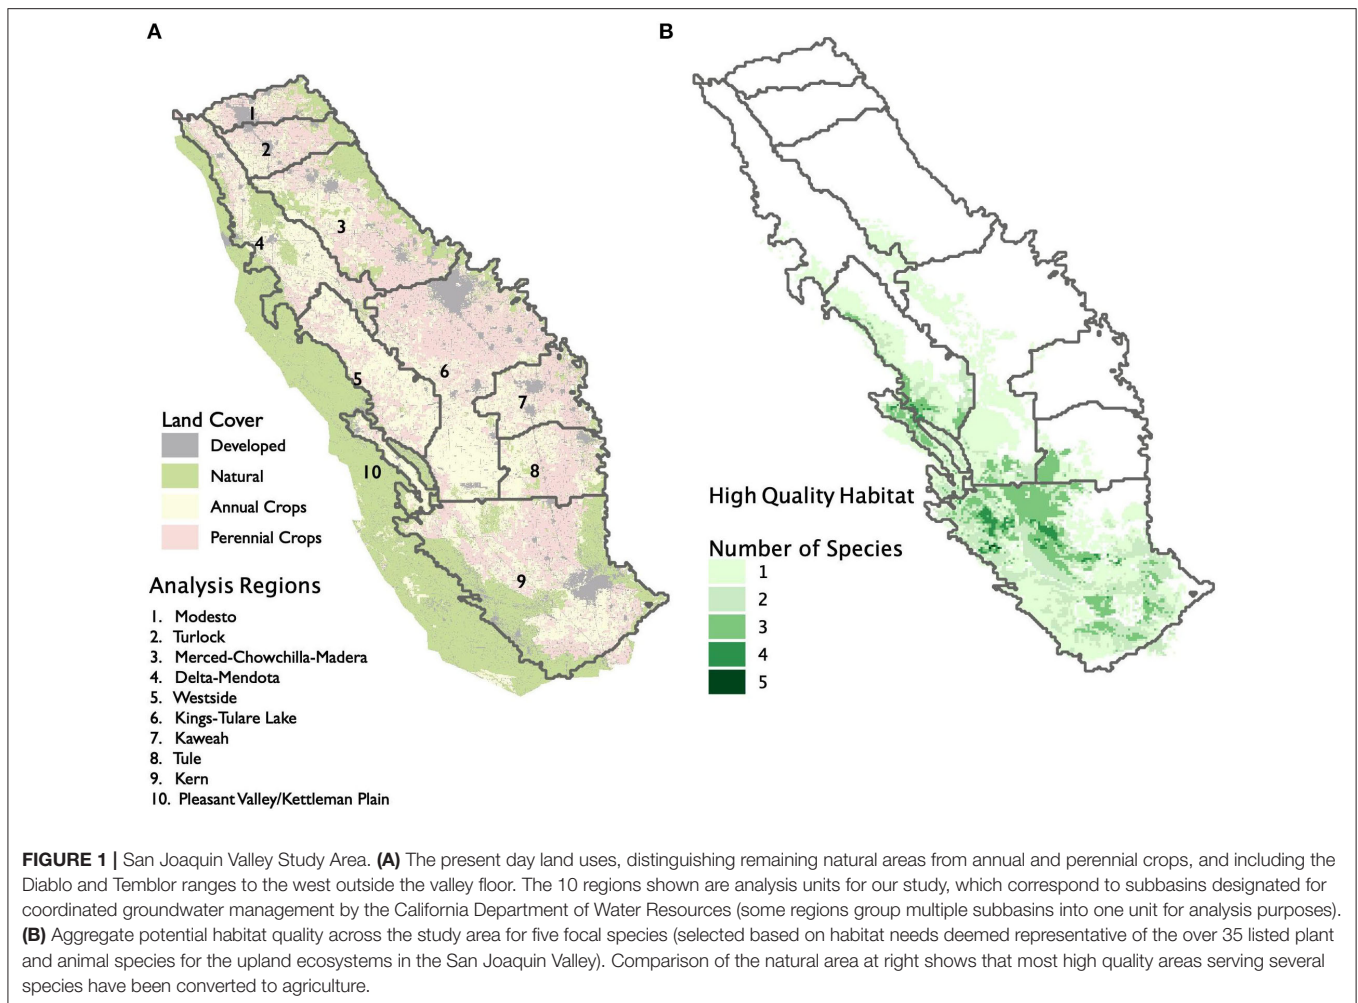 A
B
1
2
3
4
5
6
7
8
9
10
Land Cover
Developed
Natural
Annual Crops
Perennial Crops
Analysis Regions
1. Modesto
2. Turlock
3. Merced-Chowchilla-Madera
4. Delta-Mendota
5. Westside
6. Kings-Tulare Lake
7. Kaweah
8. Tule
9. Kern
10. Pleasant Valley/Kettleman Plain
High Quality Habitat
Number of Species
1
2
3
4
5
FIGURE 1 | San Joaquin Valley Study Area. (A) The present day land uses, distinguishing remaining natural areas from annual and perennial crops, and including the
Diablo and Temblor ranges to the west outside the valley floor. The 10 regions shown are analysis units for our study, which correspond to subbasins designated for
coordinated groundwater management by the California Department of Water Resources (some regions group multiple subbasins into one unit for analysis purposes).
(B) Aggregate potential habitat quality across the study area for five focal species (selected based on habitat needs deemed representative of the over 35 listed plant
and animal species for the upland ecosystems in the San Joaquin Valley). Comparison of the natural area at right shows that most high quality areas serving several
species have been converted to agriculture.